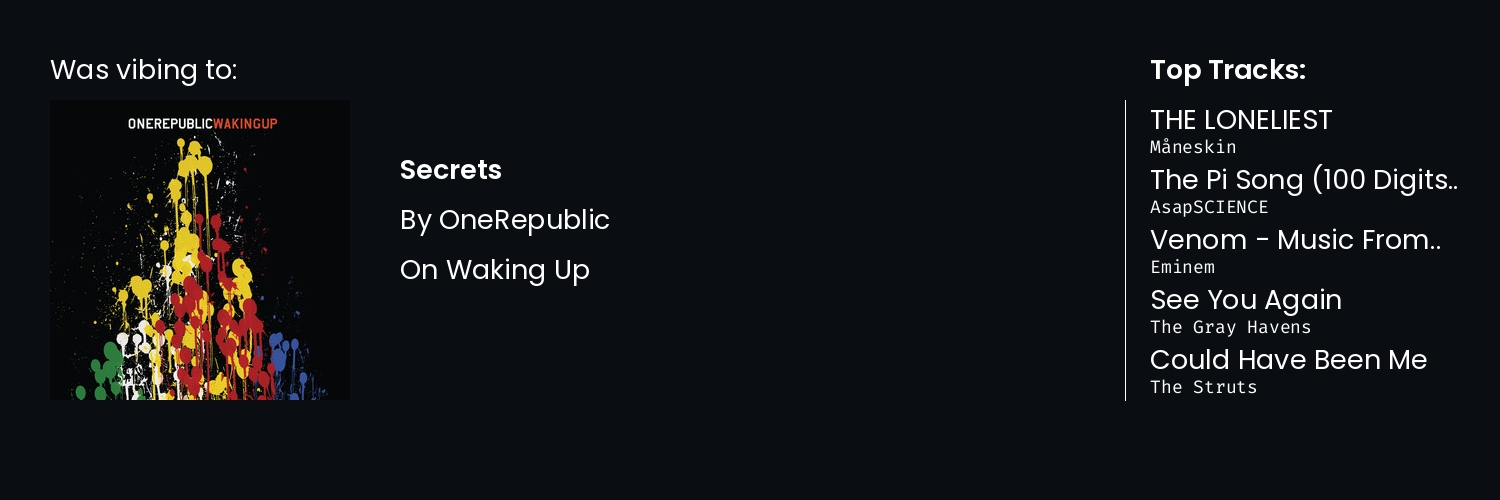 Was vibing to:
ONEREPUBLICWAKINGUP
Secrets
By OneRepublic
On Waking Up
Top Tracks:
THE LONELIEST
Måneskin
The Pi Song (100 Digits..
AsapSCIENCE
Venom - Music From..
Eminem
See You Again
The Gray Havens
Could Have Been Me
The Struts